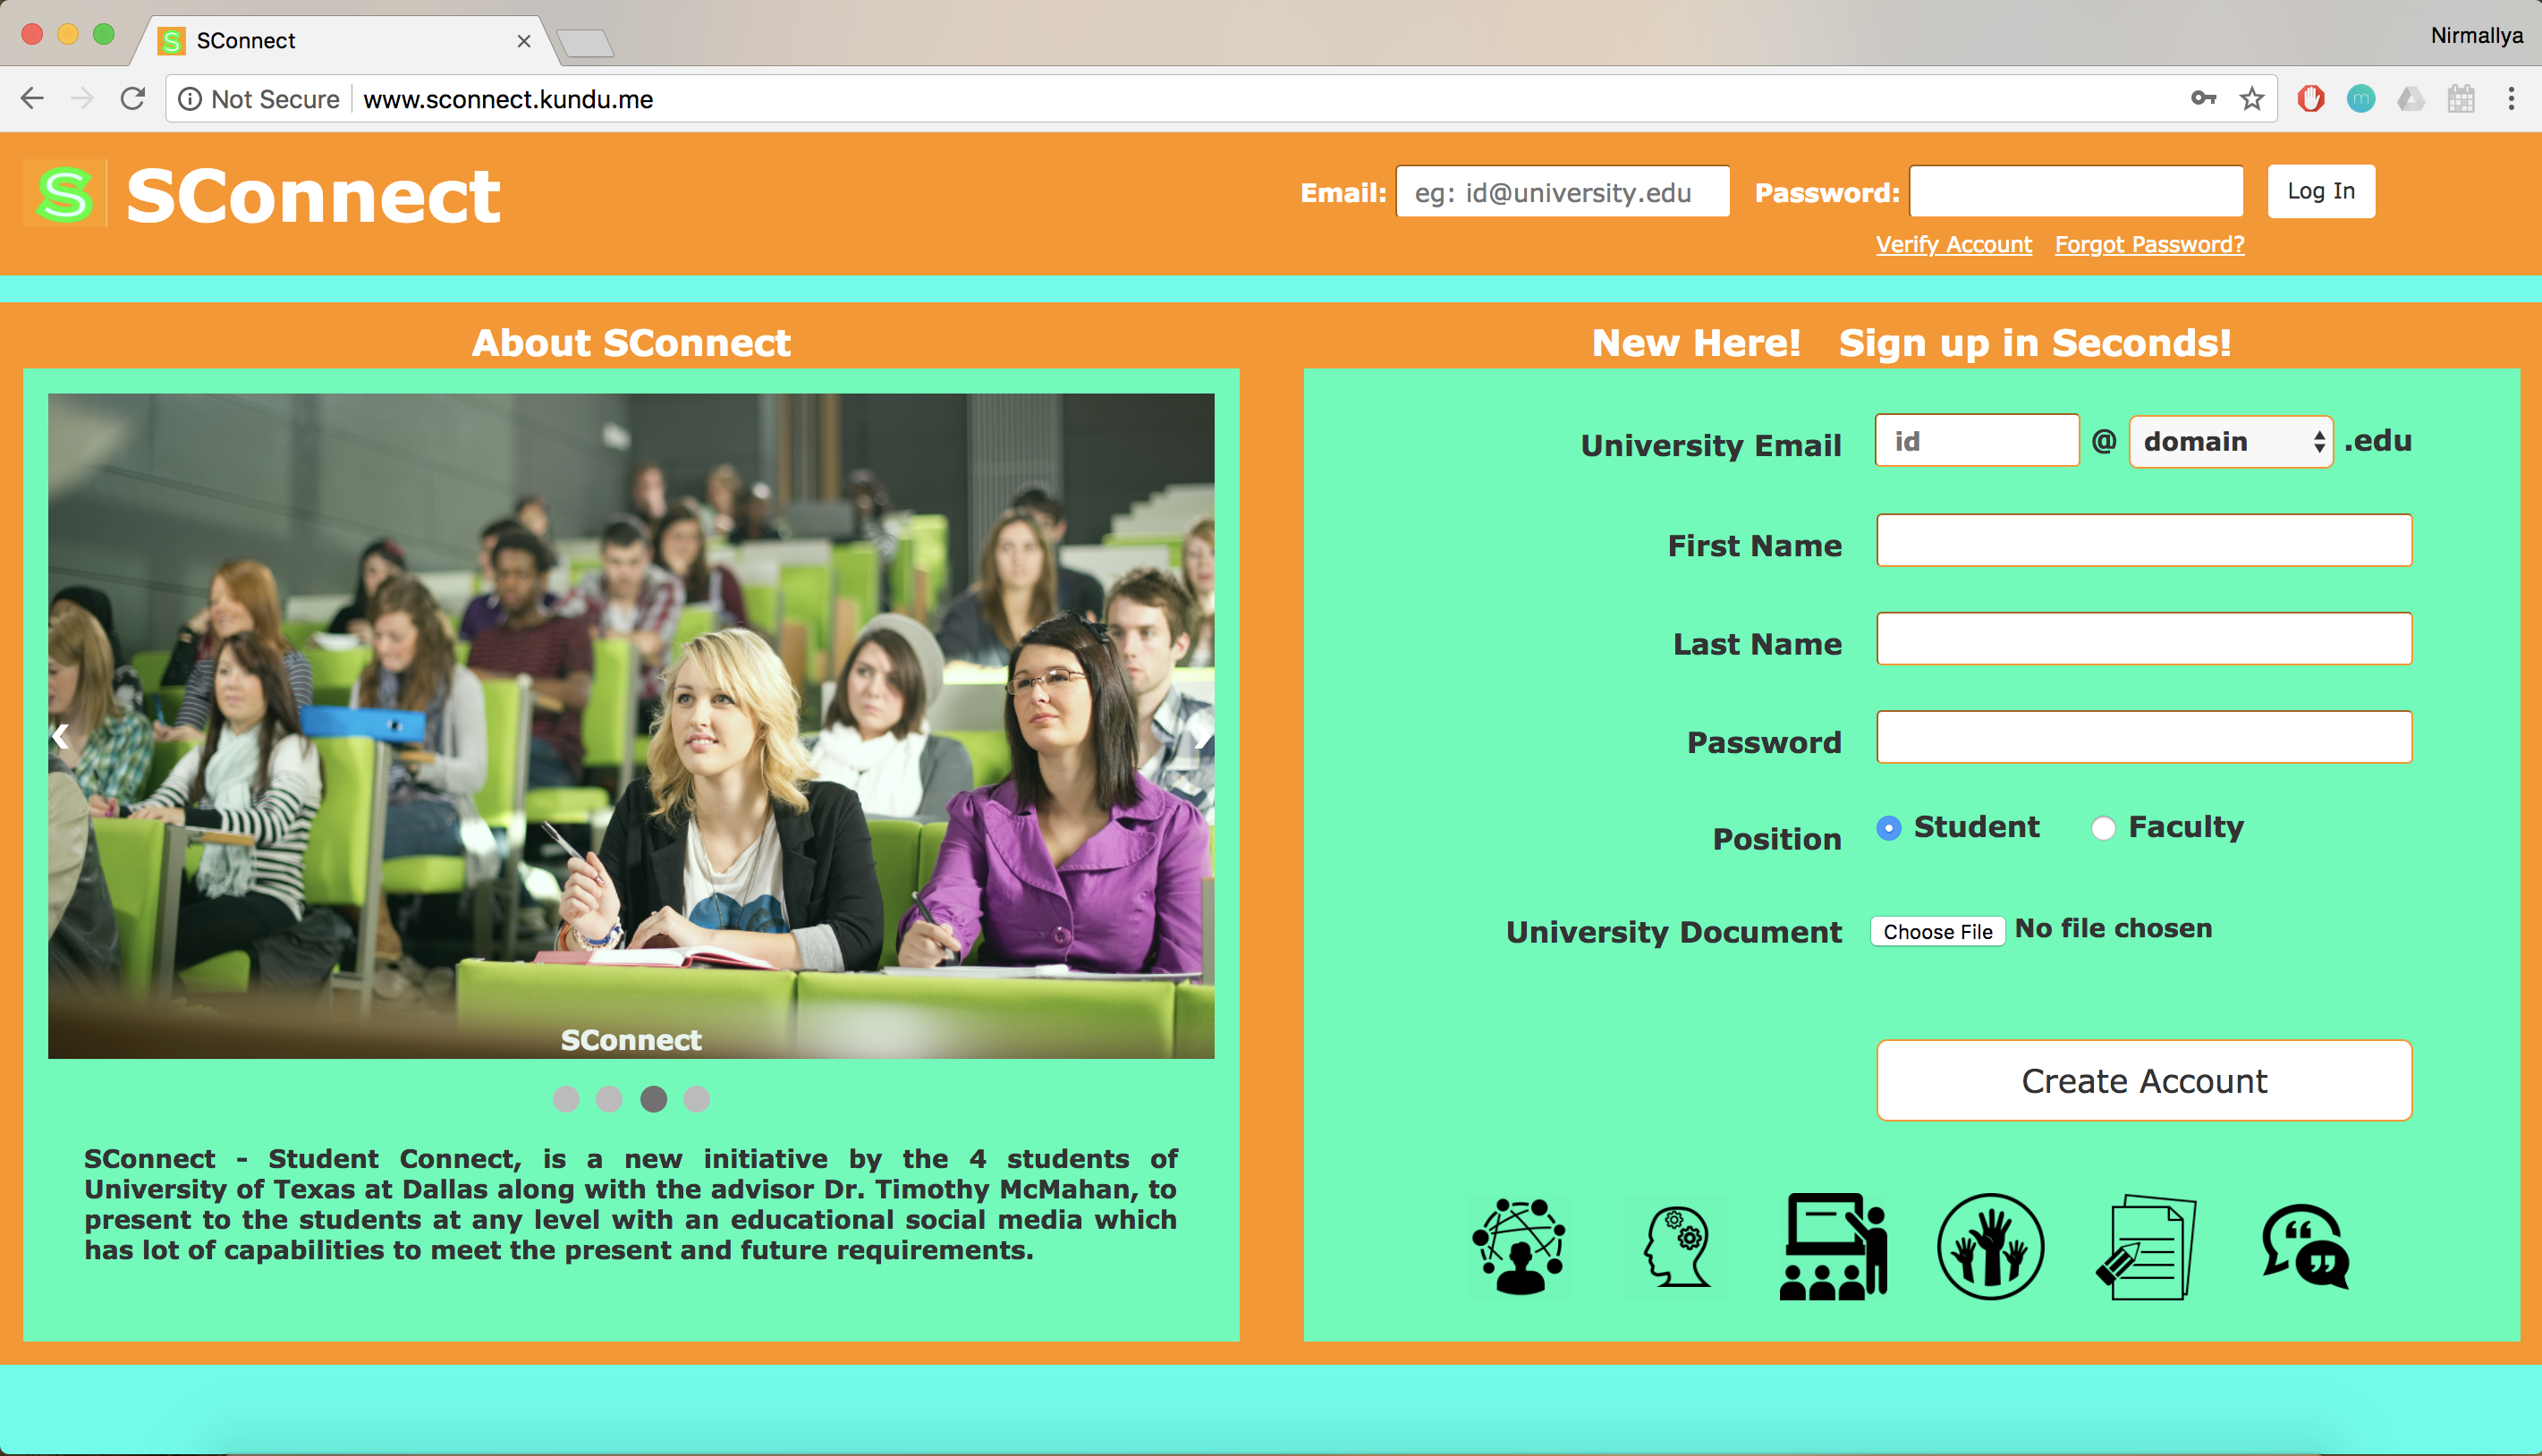 SConnect
Nirmallya
Not Secure
www.sconnect.kundu.me
m
S
SConnect
Email:
eg: id@university.edu
Password:
Log In
Verify Account
Forgot Password?
About SConnect
New Here! Sign up in Seconds!
University Email
id
@
domain
.edu
First Name
Last Name
Password
Position
Student
Faculty
University Document
Choose File
No file chosen
Create Account
SConnect
SConnect - Student Connect, is a new initiative by the 4 students of
University of Texas at Dallas along with the advisor Dr. Timothy McMahan, to
present to the students at any level with an educational social media which
has lot of capabilities to meet the present and future requirements.